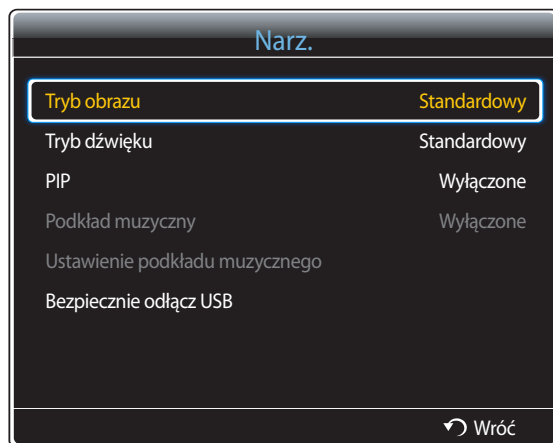 Narz.
Tryb obrazu Standardowy
Tryb dźwięku Standardowy
PIP Wyłączone
Podkład muzyczny Wyłączone
Ustawienie podkładu muzycznego
Bezpiecznie odłącz USB
Wróć